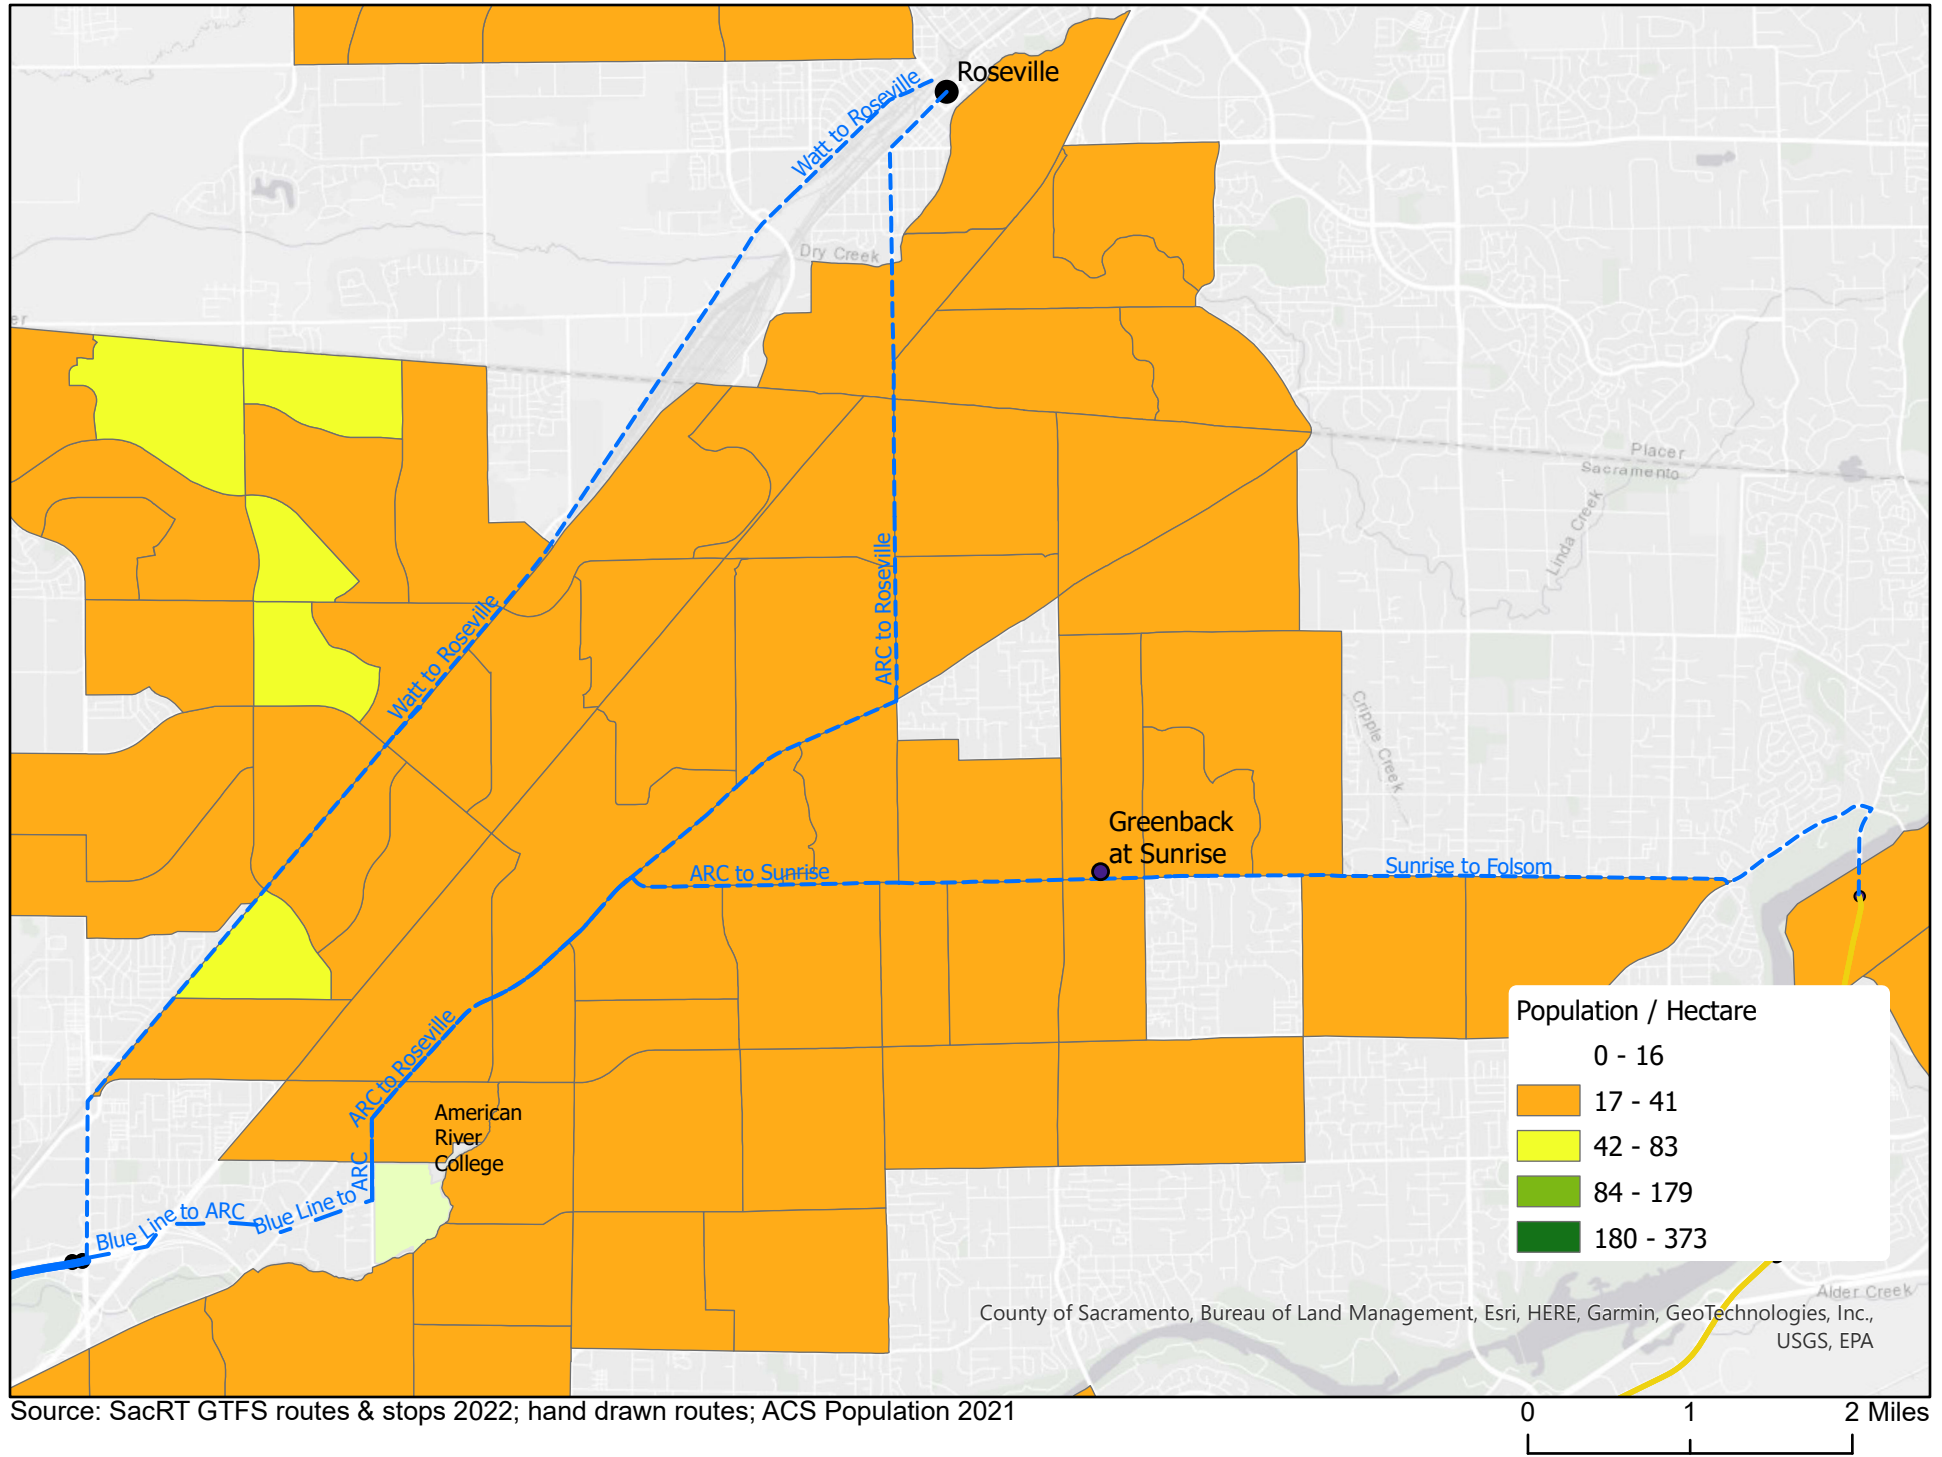 Roseville
Watt to Roseville
Dry Creek
er
Placer
Sacramento
Linda Creek
ARC to Roseville
Watt to Roseville
Cripple Creek
Greenback
at Sunrise
ARC to Sunrise
Sunrise to Folsom
ARC to Roseville
American
River
College
Blue Line to ARC
Blue Line to ARC
Population / Hectare
0 - 16
17 - 41
42 - 83
84 - 179
180 - 373
Alder Creek
County of Sacramento, Bureau of Land Management, Esri, HERE, Garmin, GeoTechnologies, Inc.,
USGS, EPA
Source: SacRT GTFS routes & stops 2022; hand drawn routes; ACS Population 2021
0 1 2 Miles